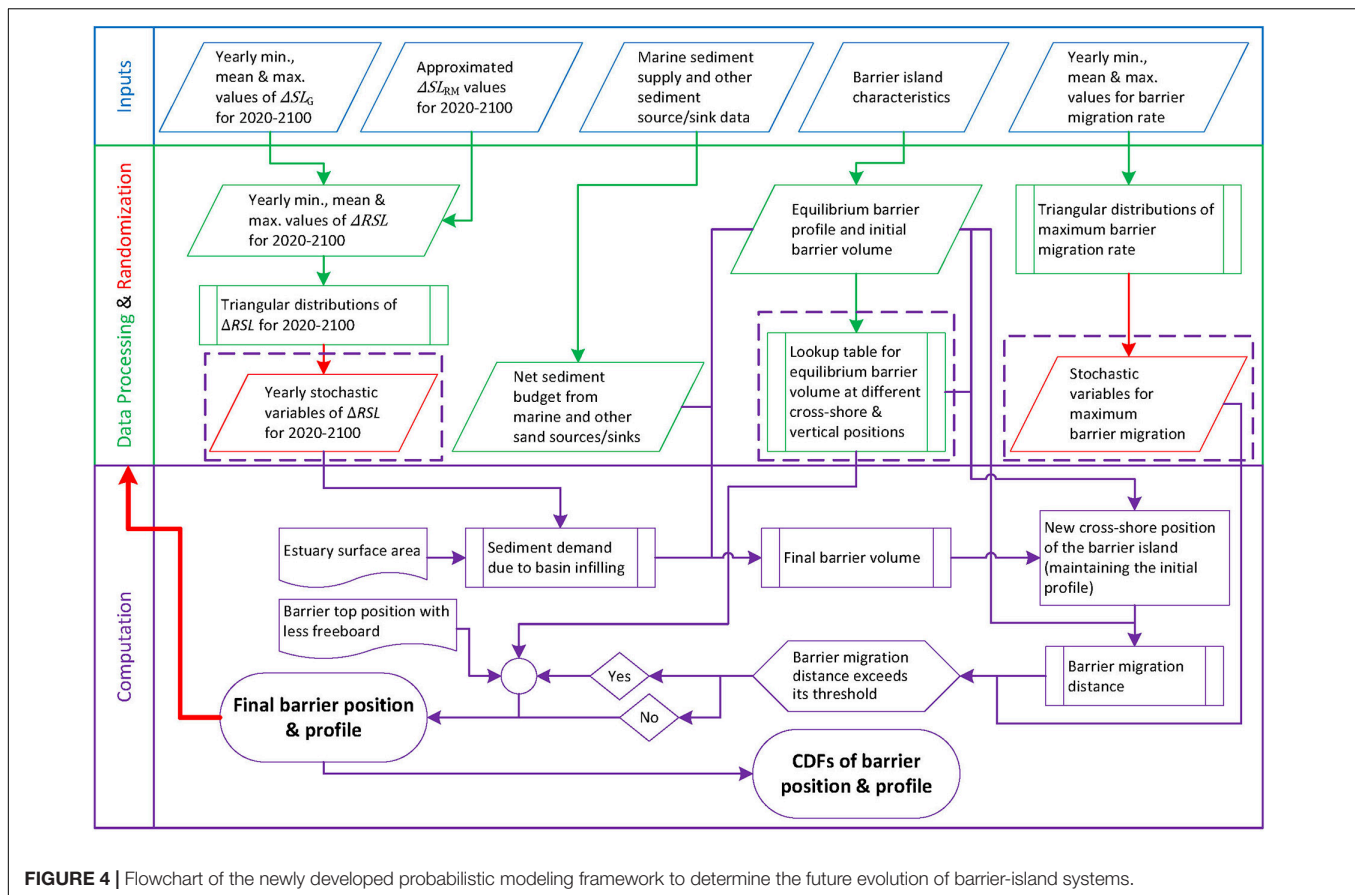 Inputs
Yearly min.,
mean & max.
values of ΔSL_G
for 2020-2100
Approximated
ΔSL_RM values
for 2020-2100
Marine sediment
supply and other
sediment
source/sink data
Barrier island
characteristics
Yearly min.,
mean & max.
values for barrier
migration rate
Data Processing & Randomization
Yearly min., mean &
max. values of ΔRSL
for 2020-2100
Equilibrium barrier
profile and initial
barrier volume
Triangular distributions of
maximum barrier
migration rate
Triangular distributions of
ΔRSL for 2020-2100
Yearly stochastic
variables of ΔRSL
for 2020-2100
Net sediment
budget from
marine and other
sand sources/sinks
Lookup table for
equilibrium barrier
volume at different
cross-shore &
vertical positions
Stochastic
variables for
maximum
barrier migration
Computation
Estuary surface area
Sediment demand
due to basin infilling
Final barrier volume
New cross-shore position
of the barrier island
(maintaining the initial
profile)
Barrier top position with
less freeboard
Yes
No
Barrier migration
distance exceeds
its threshold
Barrier migration
distance
Final barrier position
& profile
CDFs of barrier
position & profile
FIGURE 4 | Flowchart of the newly developed probabilistic modeling framework to determine the future evolution of barrier-island systems.